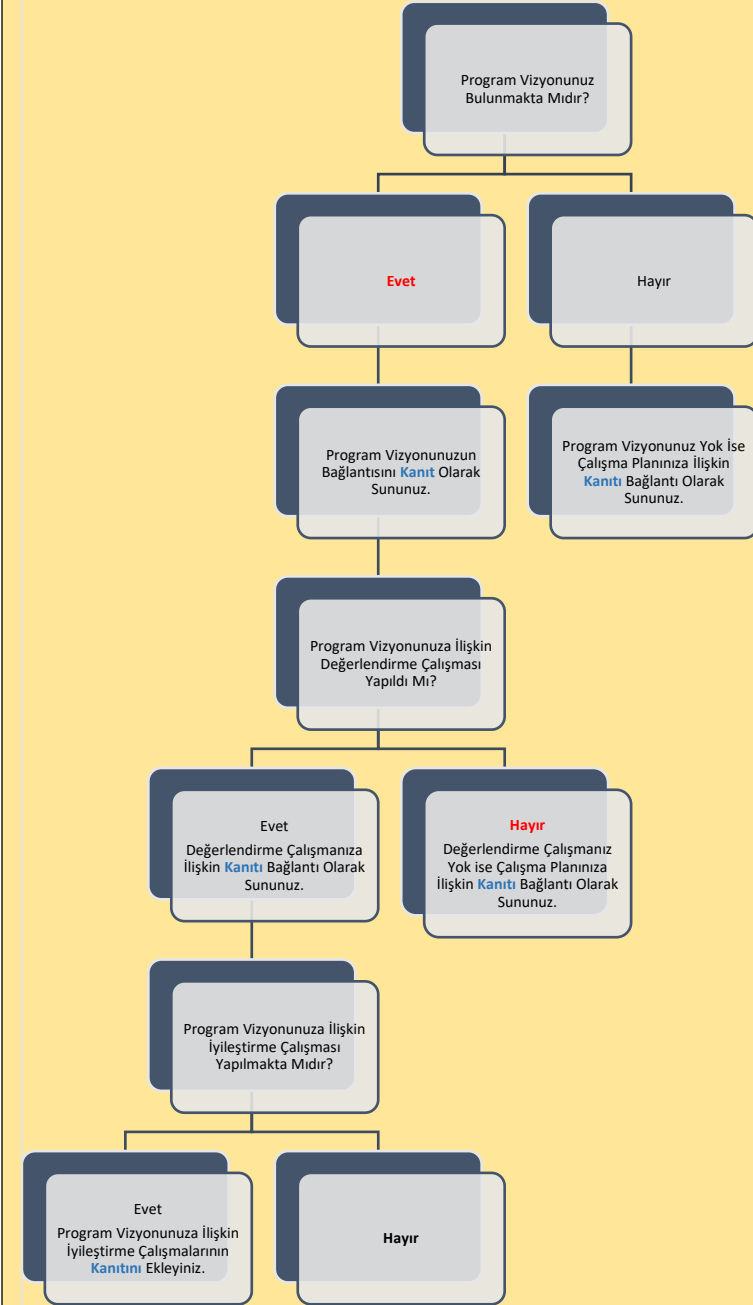 Program Vizyonunuz
Bulunmakta Mıdır?
Evet
Hayır
Program Vizyonunuzun
Bağlantısını Kanıt Olarak
Sununuz.
Program Vizyonunuz Yok İse
Çalışma Planınıza İlişkin
Kanıtı Bağlantı Olarak
Sununuz.
Program Vizyonunuza İlişkin
Değerlendirme Çalışması
Yapıldı Mı?
Evet
Değerlendirme Çalışmanıza
İlişkin Kanıtı Bağlantı Olarak
Sununuz.
Hayır
Değerlendirme Çalışmanız
Yok ise Çalışma Planınıza
İlişkin Kanıtı Bağlantı Olarak
Sununuz.
Program Vizyonunuza İlişkin
İyileştirme Çalışması
Yapılmakta Mıdır?
Evet
Program Vizyonunuza İlişkin
İyileştirme Çalışmalarının
Kanıtını Ekleyiniz.
Hayır